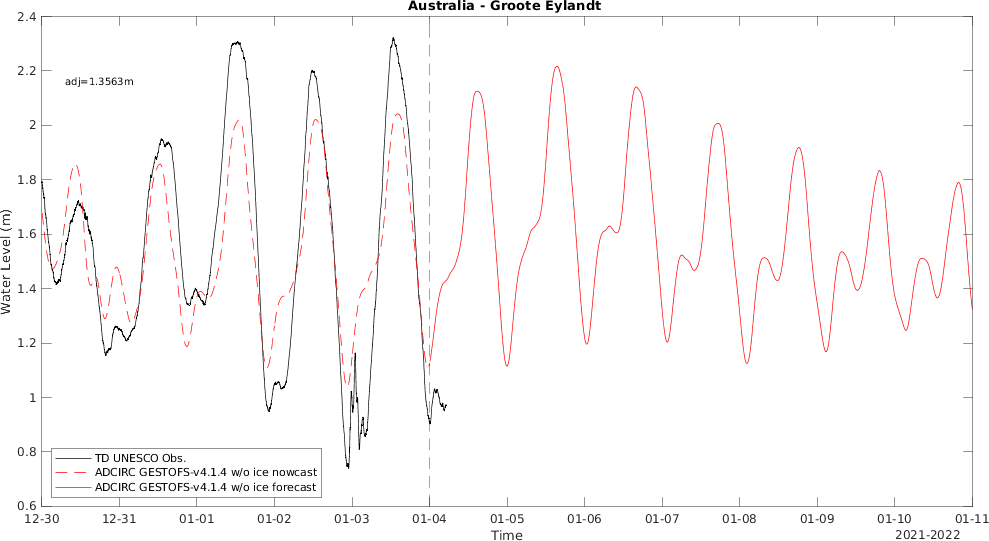 Australia - Groote Eylandt
adj=1.3563m
Water Level (m)
2.4
2.2
2
1.8
1.6
1.4
1.2
1
0.8
0.6
TD UNESCO Obs.
ADCIRC GESTOFS-v4.1.4 w/o ice nowcast
ADCIRC GESTOFS-v4.1.4 w/o ice forecast
12-30 12-31 01-01 01-02 01-03 01-04 01-05 01-06 01-07 01-08 01-09 01-10 01-11
Time
2021-2022